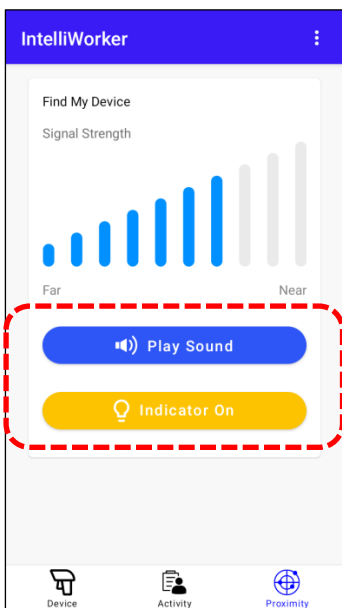 IntelliWorker
Find My Device
Signal Strength
Far Near
Play Sound
Indicator On
Device Activity Proximity